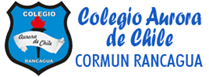 COLEGIO
Aurora
de Chile
RANCAGUA
Colegio Aurora
de Chile
CORMUN RANCAGUA